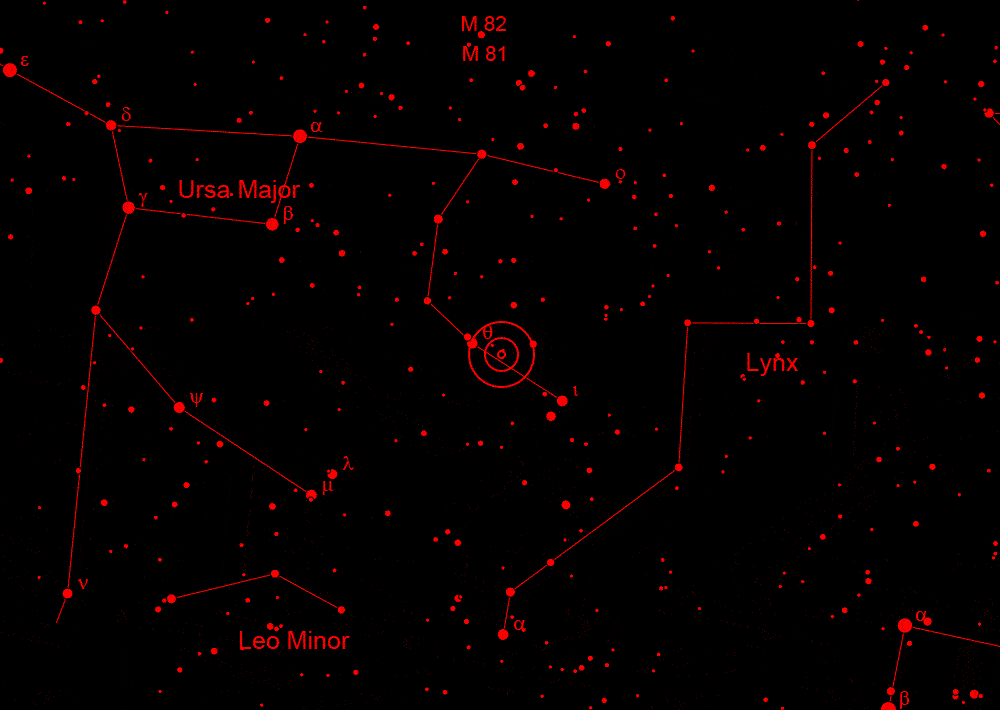 M 82
M 81
ε
δ
α
ο
Ursa Major
γ
β
θ
Lynx
ι
ψ
λ
μ
ν
α
α
Leo Minor
β